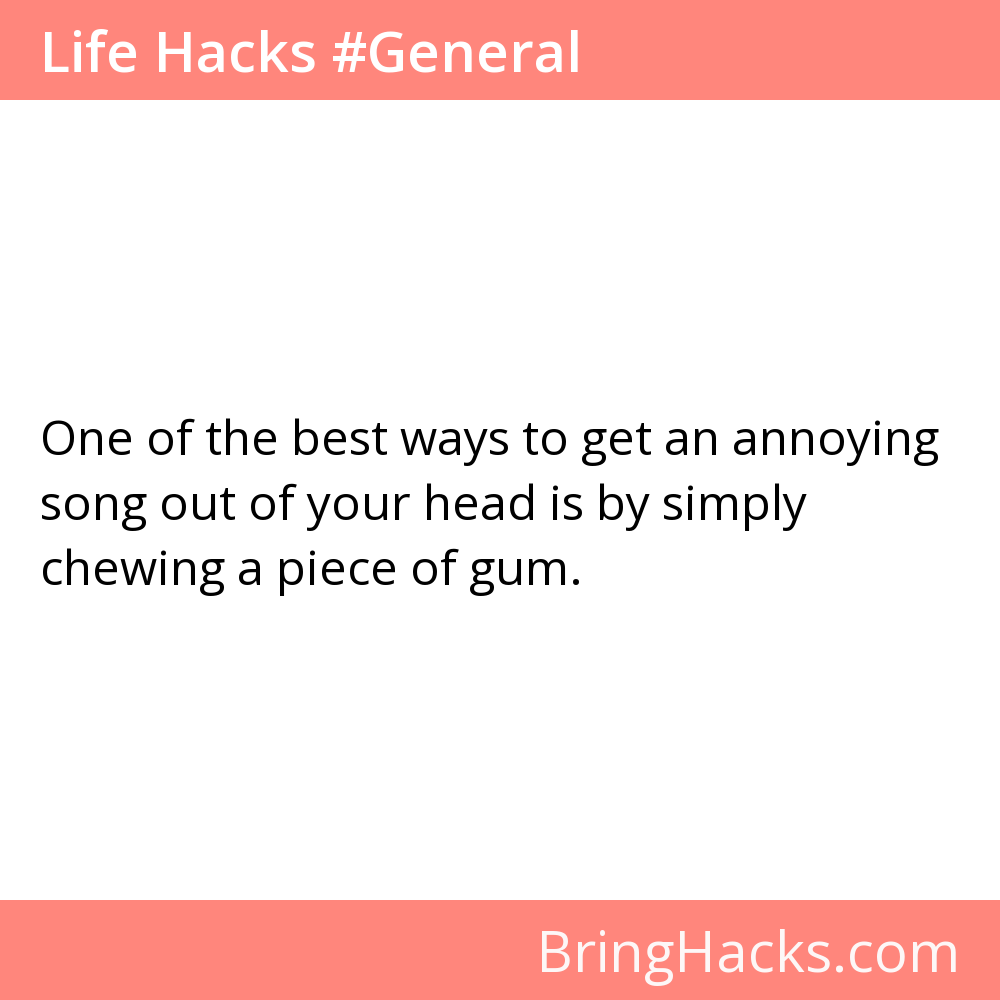 Life Hacks #General
One of the best ways to get an annoying
song out of your head is by simply
chewing a piece of gum.
BringHacks.com